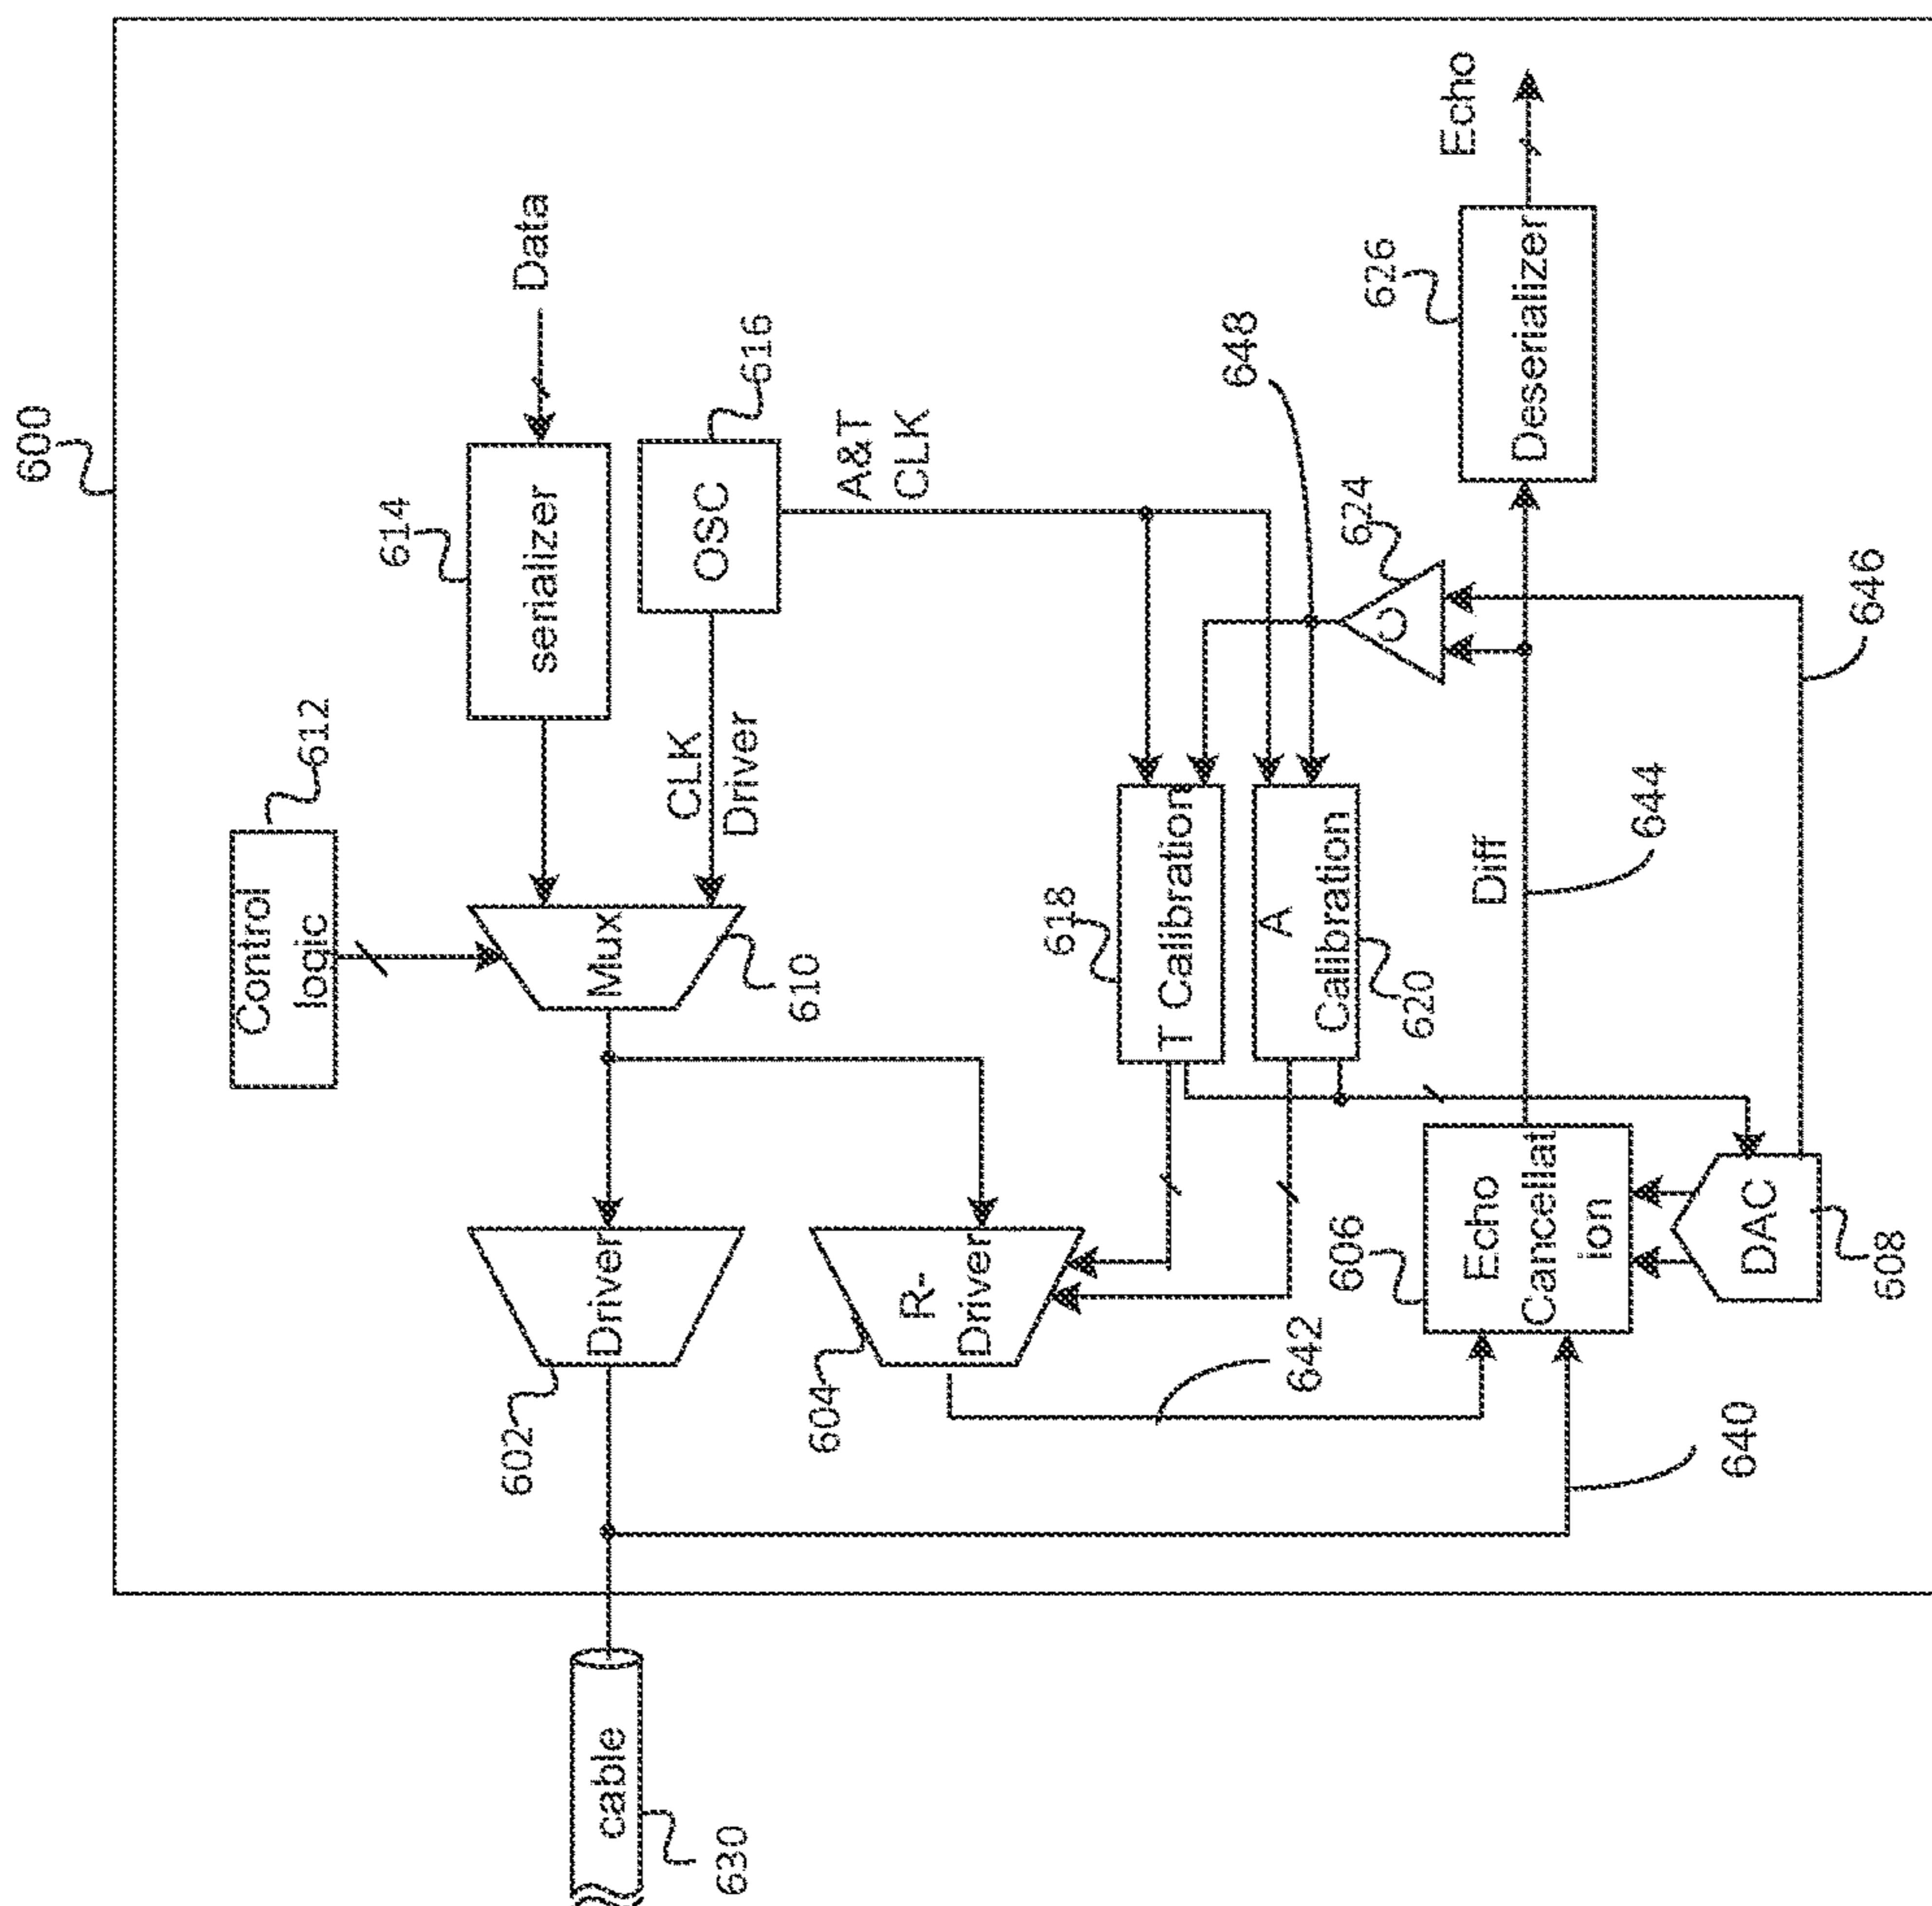 600
Control
logic
612
614
serializer
Data
OSC
616
CLK
Driver
A&T
CLK
Mux
610
602
Driver
604
R-
Driver
cable
630
618
T Calibration
A
Calibration
620
648
C
624
626
Deserializer
Echo
Diff
644
646
606
Echo
Cancellat
ion
DAC
608
642
640